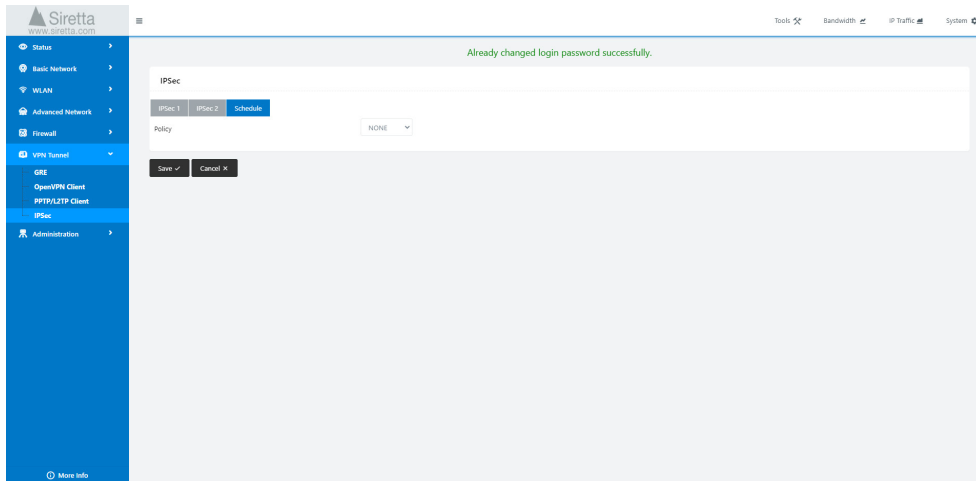 Siretta
www.siretta.com
Tools
Bandwidth
IP Traffic
System
Status
Basic Network
WLAN
Advanced Network
Firewall
VPN Tunnel
GRE
OpenVPN Client
PPTP/L2TP Client
IPSec
Administration
More Info
Already changed login password successfully.
IPSec
IPSec 1 IPSec 2 Schedule
Policy NONE
Save Cancel